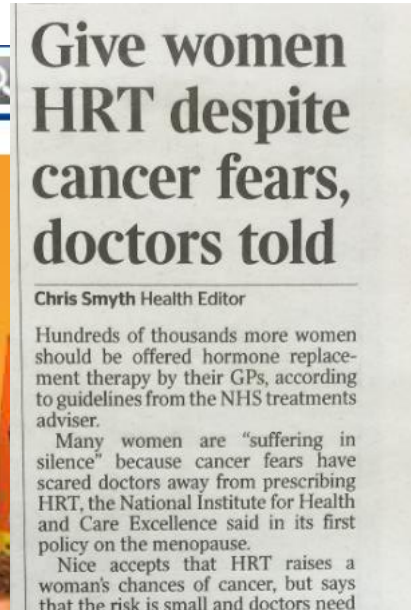 Give women
HRT despite
cancer fears,
doctors told
Chris Smyth Health Editor
Hundreds of thousands more women
should be offered hormone replace-
ment therapy by their GPs, according
to guidelines from the NHS treatments
adviser.
Many women are “suffering in
silence” because cancer fears have
scared doctors away from prescribing
HRT, the National Institute for Health
and Care Excellence said in its first
policy on the menopause.
Nice accepts that HRT raises a
woman’s chances of cancer, but says
that the risk is small and doctors need